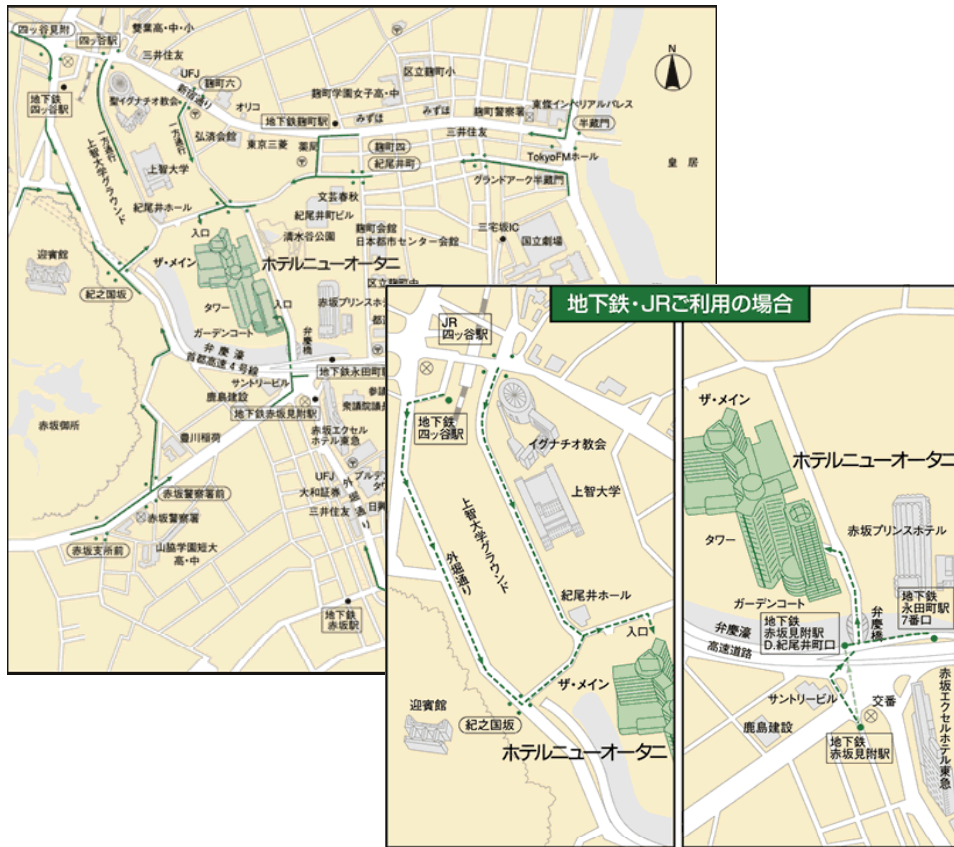 四ッ谷見附
四ッ谷駅
雙葉高・中・小
三井住友
UFJ
麹町六
地下鉄
四ッ谷駅
聖イグナチオ教会
新宿通り
オリコ
一方通行
上智大学グラウンド
一方通行
弘済会館
東京三菱
薬局
地下鉄麹町駅
みずほ
みずほ
麹町学園女子高・中
区立麹町小
麹町警察署
東條インペリアルパレス
半蔵門
三井住友
麹町四
紀尾井町
TokyoFMホール
グランドアーク半蔵門
皇居
N
上智大学
紀尾井ホール
文芸春秋
紀尾井町ビル
清水谷公園
麹町会館
日本都市センター会館
三宅坂IC
国立劇場
入口
ザ・メイン
ホテルニューオータニ
迎賓館
紀之国坂
タワー
入口
ガーデンコート
弁慶橋
弁慶濠
首都高速4号線
サントリービル
鹿島建設
地下鉄赤坂見附駅
赤坂エクセル
ホテル東急
豊川稲荷
赤坂御所
UFJ
大和証券
三井住友
外堀通り
赤坂警察署前
赤坂警察署
赤坂支所前
山脇学園短大
高・中
地下鉄
赤坂駅
地下鉄・JRご利用の場合
JR
四ッ谷駅
地下鉄
四ッ谷駅
イグナチオ教会
上智大学
上智大学グラウンド
外堀通り
紀尾井ホール
入口
ザ・メイン
迎賓館
紀之国坂
ホテルニューオータニ
ザ・メイン
ホテルニューオータニ
赤坂プリンスホテル
タワー
ガーデンコート
地下鉄
赤坂見附駅
D.紀尾井町口
弁慶橋
地下鉄
永田町駅
7番口
弁慶濠
高速道路
サントリービル
交番
鹿島建設
地下鉄
赤坂見附駅
赤坂エクセルホテル東急